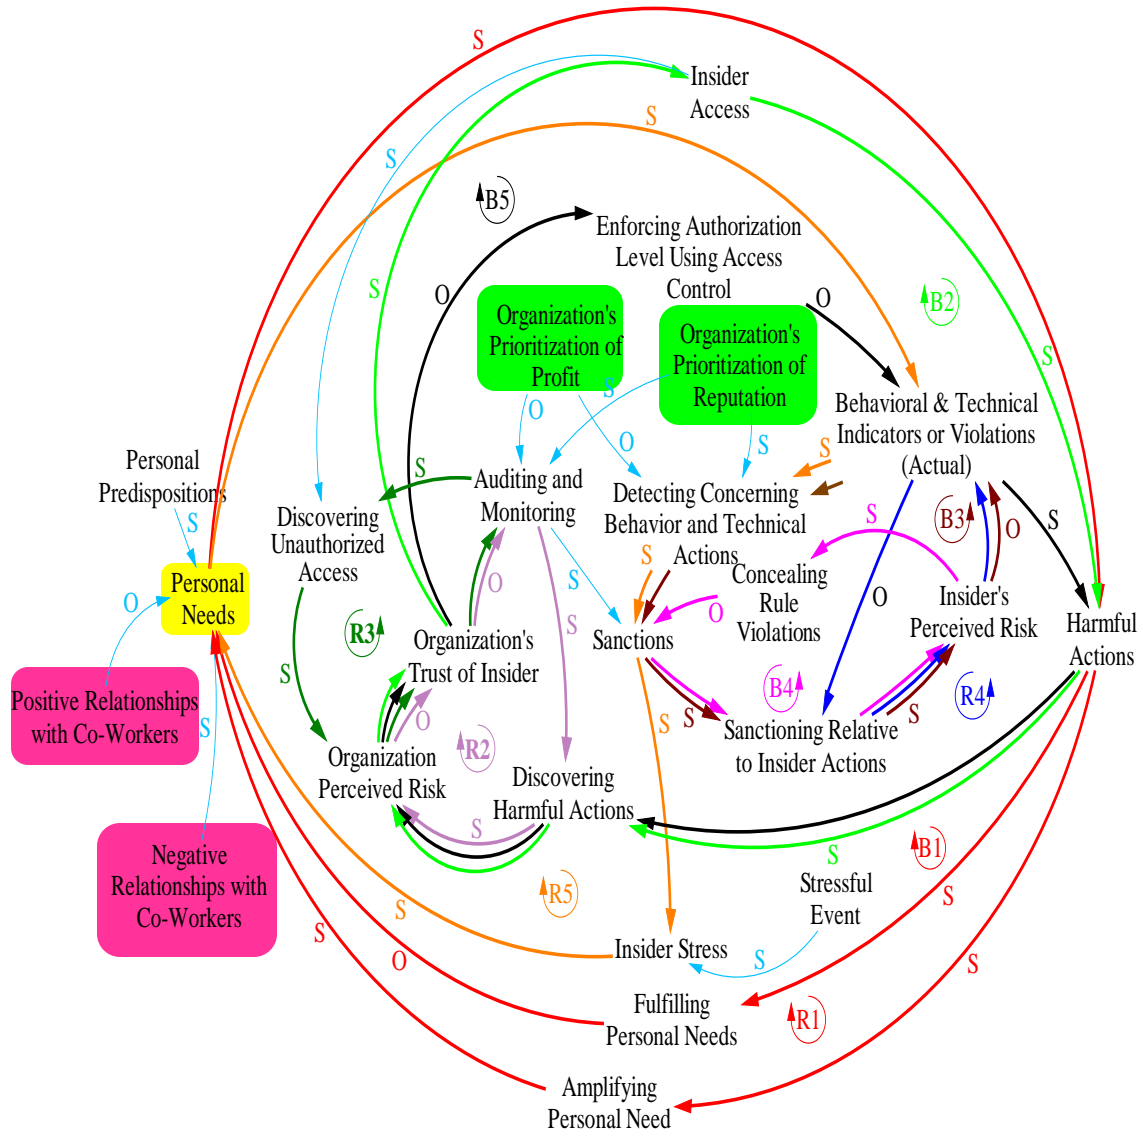 S
Insider
Access
S
S
B5
Enforcing Authorization
Level Using Access
Control
S
O
O
B2
Organization's
Prioritization of
Profit
Organization's
Prioritization of
Reputation
S
S
O
O
S
Behavioral & Technical
Indicators or Violations
(Actual)
S
Personal
Predispositions
S
S
Auditing and
Monitoring
Detecting Concerning
Behavior and Technical
Actions
Discovering
Unauthorized
Access
S
B3
O
S
O
S
S
S
Concealing
Rule
Violations
O
O
Personal
Needs
O
Insider's
Perceived Risk
Harmful
Actions
R3
Organization's
Trust of Insider
S
Sanctions
S
Positive Relationships
with Co-Workers
S
B4
R4
S
S
O
R2
S
Sanctioning Relative
to Insider Actions
Organization
Perceived Risk
Discovering
Harmful Actions
S
Negative
Relationships with
Co-Workers
S
B1
R5
Stressful
Event
S
S
S
O
Insider Stress
S
S
Fulfilling
Personal Needs
R1
Amplifying
Personal Need